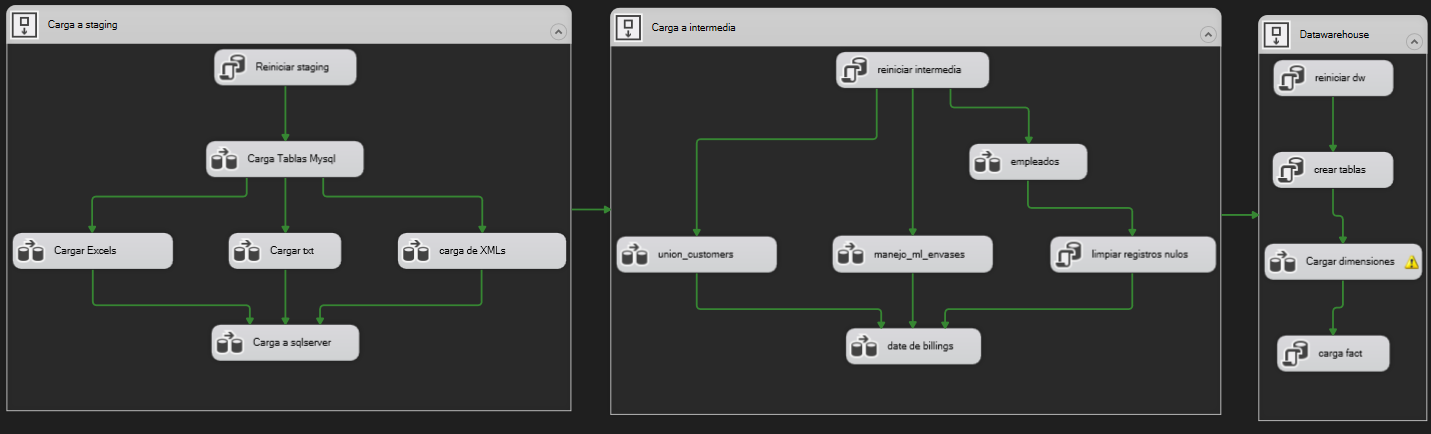 Carga a staging
Reiniciar staging
Carga Tablas Mysql
Cargar Excels
Cargar txt
carga de XMLs
Carga a sqlserver
Carga a intermedia
reiniciar intermedia
empleados
union_customers
manejo_ml_envases
limpiar registros nulos
date de billings
Datawarehouse
reiniciar dw
crear tablas
Cargar dimensiones
carga fact